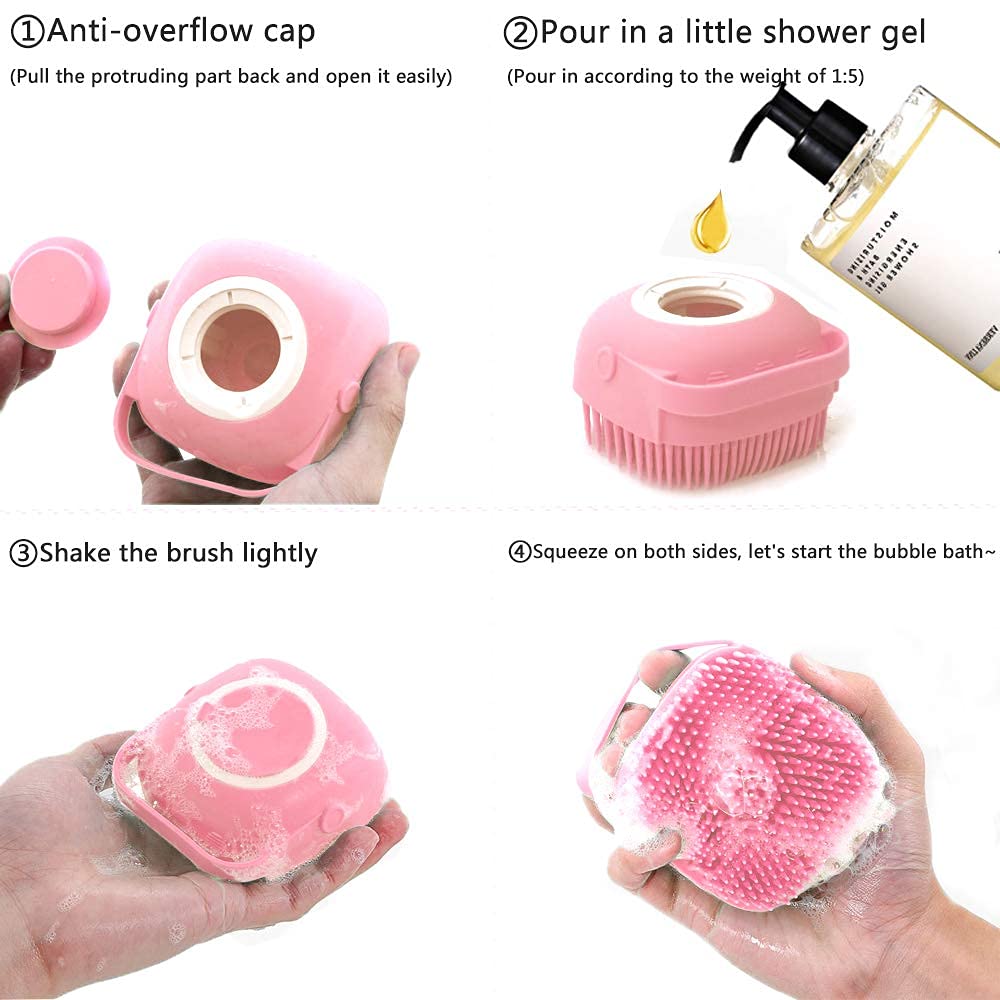 ①Anti-overflow cap
(Pull the protruding part back and open it easily)
②Pour in a little shower gel
(Pour in according to the weight of 1:5)
MOISTURISING
ENERGISING
BATH &
SHOWER GEL
③Shake the brush lightly
④Squeeze on both sides, let's start the bubble bath~